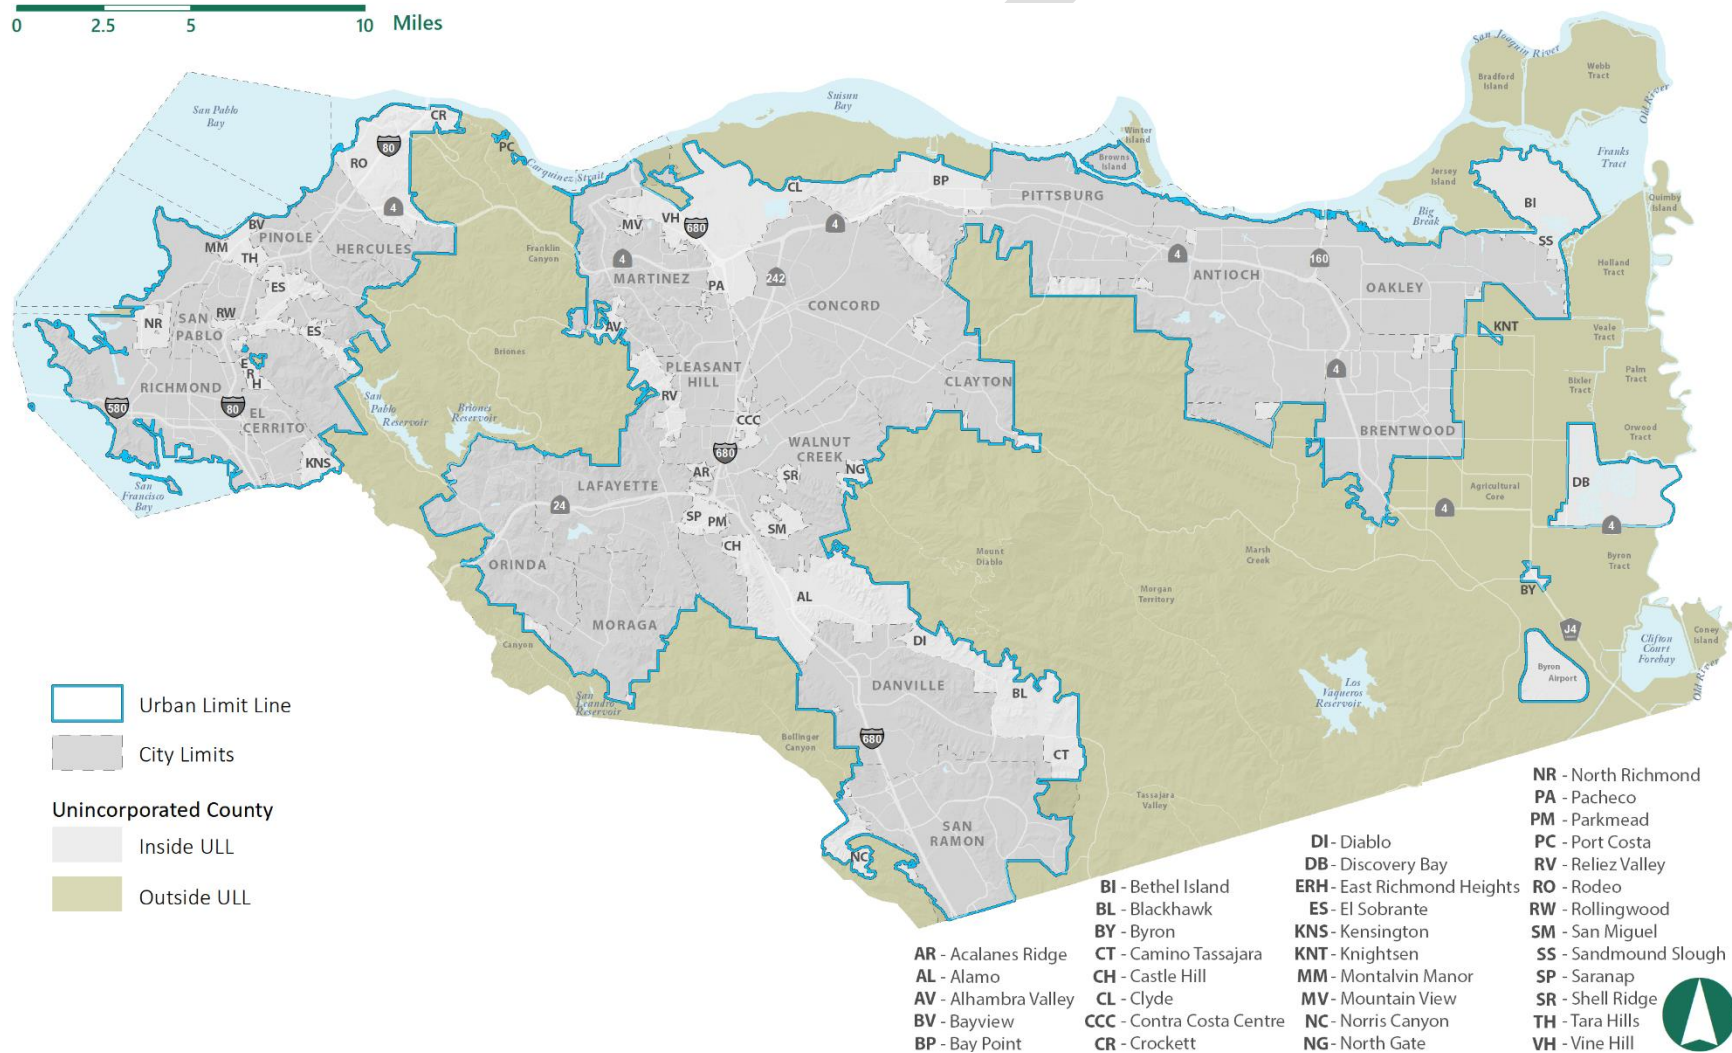 0 2.5 5 10 Miles
San Joaquin River
Webb
Tract
Bradford
Island
Old River
San Pablo
Bay
Suisun
Bay
CR
80
RO
PC
Carquinez Strait
Winter
Island
Browns
Island
Franks
Tract
Jersey
Island
Quimby
Island
CL
BP
PITTSBURG
BI
Big
Break
4
BV
PINOLE
MM
TH
HERCULES
MV
VH
680
4
SS
Franklin
Canyon
4
MARTINEZ
242
PA
4
ANTIOCH
160
OAKLEY
Holland
Tract
ES
CONCORD
NR
SAN
PABLO
RW
ES
AV
KNT
Veale
Tract
Briones
E
R
H
RICHMOND
580
80
EL
CERRITO
PLEASANT
HILL
RV
CLAYTON
4
Bixler
Tract
Palm
Tract
San
Pablo
Reservoir
Briones
Reservoir
CCC
WALNUT
CREEK
BRENTWOOD
Orwood
Tract
KNS
680
AR
SR
NG
San
Francisco
Bay
LAFAYETTE
24
DB
Agricultural
Core
4
4
SP
PM
SM
CH
ORINDA
Mount
Diablo
Marsh
Creek
Byron
Tract
Morgan
Territory
BY
AL
MORAGA
Canyon
DI
J4
Clifton
Court
Forebay
Coney
Island
Old River
Byron
Airport
DANVILLE
BL
Los
Vaqueros
Reservoir
San
Leandro
Reservoir
Bollinger
Canyon
680
CT
Tassajara
Valley
SAN
RAMON
NC
Urban Limit Line
City Limits
Unincorporated County
Inside ULL
Outside ULL
AR - Acalanes Ridge
AL - Alamo
AV - Alhambra Valley
BV - Bayview
BP - Bay Point
BI - Bethel Island
BL - Blackhawk
BY - Byron
CT - Camino Tassajara
CH - Castle Hill
CL - Clyde
CCC - Contra Costa Centre
CR - Crockett
DI - Diablo
DB - Discovery Bay
ERH - East Richmond Heights
ES - El Sobrante
KNS - Kensington
KNT - Knightsen
MM - Montalvin Manor
MV - Mountain View
NC - Norris Canyon
NG - North Gate
NR - North Richmond
PA - Pacheco
PM - Parkmead
PC - Port Costa
RV - Reliez Valley
RO - Rodeo
RW - Rollingwood
SM - San Miguel
SS - Sandmound Slough
SP - Saranap
SR - Shell Ridge
TH - Tara Hills
VH - Vine Hill